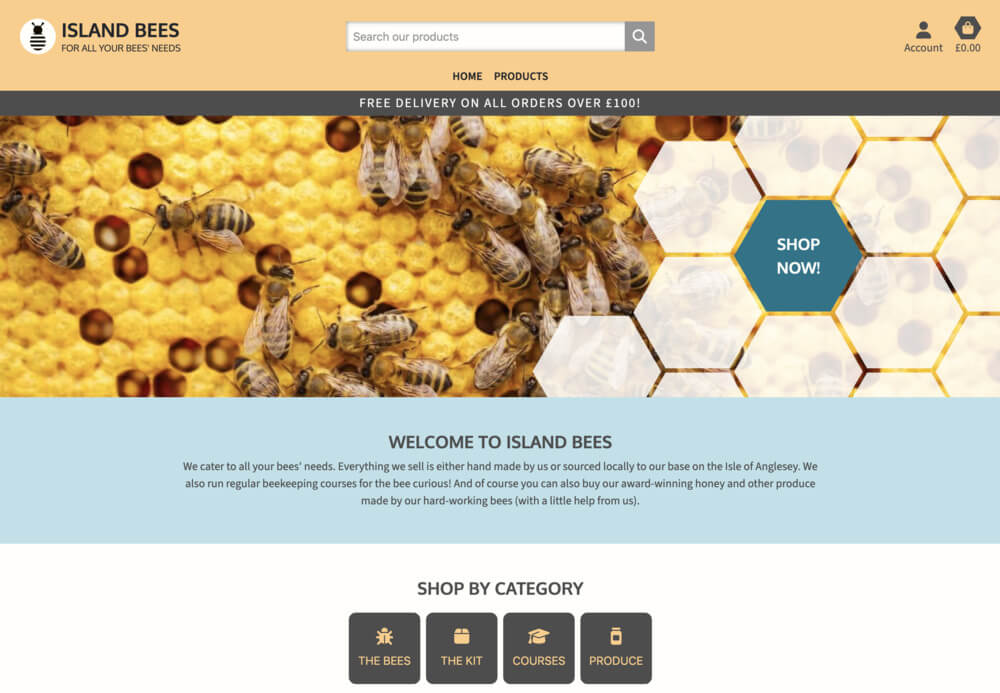 ISLAND BEES
FOR ALL YOUR BEES' NEEDS
Search our products
Account
£0.00
HOME PRODUCTS
FREE DELIVERY ON ALL ORDERS OVER £100!
SHOP
NOW!
WELCOME TO ISLAND BEES
We cater to all your bees' needs. Everything we sell is either hand made by us or sourced locally to our base on the Isle of Anglesey. We
also run regular beekeeping courses for the bee curious! And of course you can also buy our award-winning honey and other produce
made by our hard-working bees (with a little help from us).
SHOP BY CATEGORY
THE BEES
THE KIT
COURSES
PRODUCE